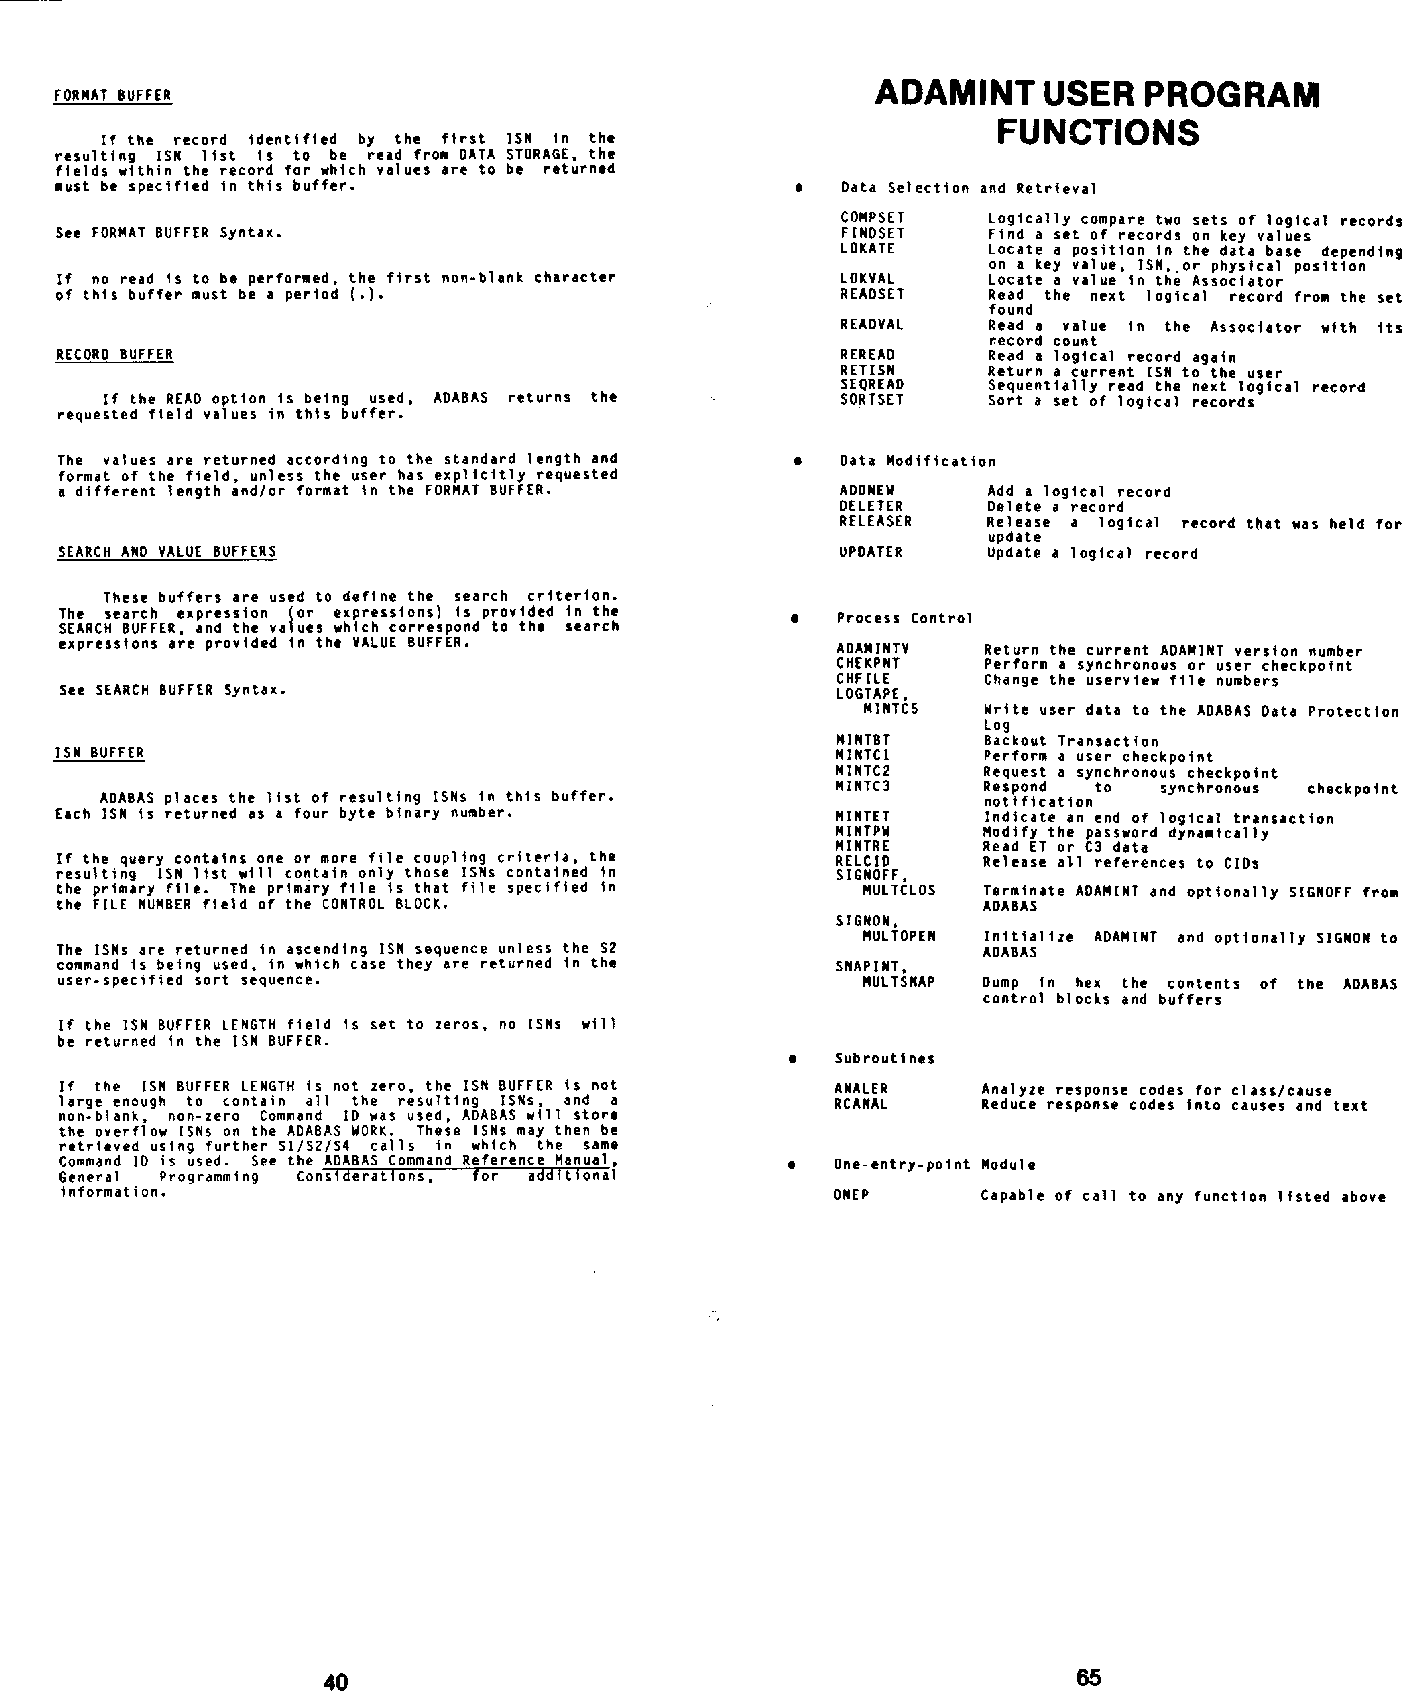 FORMAT BUFFER
If the record identified by the first ISN in the
resulting ISN list is to be read from DATA STORAGE, the
fields within the record for which values are to be returned
must be specified in this buffer.
See FORMAT BUFFER Syntax.
If no read is to be performed, the first non-blank character
of this buffer must be a period (.).
RECORD BUFFER
If the READ option is being used, ADABAS returns the
requested field values in this buffer.
The values are returned according to the standard length and
format of the field, unless the user has explicitly requested
a different length and/or format in the FORMAT BUFFER.
SEARCH AND VALUE BUFFERS
These buffers are used to define the search criterion.
The search expression (or expressions) is provided in the
SEARCH BUFFER, and the values which correspond to the search
expressions are provided in the VALUE BUFFER.
See SEARCH BUFFER Syntax.
ISN BUFFER
ADABAS places the list of resulting ISNs in this buffer.
Each ISN is returned as a four byte binary number.
If the query contains one or more file coupling criteria, the
resulting ISN list will contain only those ISNs contained in
the primary file. The primary file is that file specified in
the FILE NUMBER field of the CONTROL BLOCK.
The ISNs are returned in ascending ISN sequence unless the S2
command is being used, in which case they are returned in the
user-specified sort sequence.
If the ISN BUFFER LENGTH field is set to zeros, no ISNs will
be returned in the ISN BUFFER.
If the ISN BUFFER LENGTH is not zero, the ISN BUFFER is not
large enough to contain all the resulting ISNs, and a
non-blank, non-zero Command ID was used, ADABAS will store
the overflow ISNs on the ADABAS WORK. These ISNs may then be
retrieved using further S1/S2/S4 calls in which the same
Command ID is used. See the ADABAS Command Reference Manual,
General Programming Considerations, for additional
information.
40
ADAMINT USER PROGRAM
FUNCTIONS
• Data Selection and Retrieval
COMPSET Logically compare two sets of logical records
FINDSET Find a set of records on key values
LOKATE Locate a position in the data base depending
on a key value, ISN, or physical position
LOKVAL Locate a value in the Associator
READSET Read the next logical record from the set
found
READVAL Read a value in the Associator with its
record count
REREAD Read a logical record again
RETISN Return a current ISN to the user
SEQREAD Sequentially read the next logical record
SORTSET Sort a set of logical records
• Data Modification
ADDNEW Add a logical record
DELETER Delete a record
RELEASER Release a logical record that was held for
update
UPDATER Update a logical record
• Process Control
ADAMINTV Return the current ADAMINT version number
CHEKPNT Perform a synchronous or user checkpoint
CHFILE Change the userview file numbers
LOGTAPE,
MINTC5 Write user data to the ADABAS Data Protection
Log
MINTBT Backout Transaction
MINTC1 Perform a user checkpoint
MINTC2 Request a synchronous checkpoint
MINTC3 Respond to synchronous checkpoint
notification
MINTET Indicate an end of logical transaction
MINTPW Modify the password dynamically
MINTRE Read ET or C3 data
RELCID Release all references to CIDs
SIGNOFF,
MULTCLOS Terminate ADAMINT and optionally SIGNOFF from
ADABAS
SIGNON,
MULTOPEN Initialize ADAMINT and optionally SIGNON to
ADABAS
SNAPINT,
MULTSNAP Dump in hex the contents of the ADABAS
control blocks and buffers
• Subroutines
ANALER Analyze response codes for class/cause
RCANAL Reduce response codes into causes and text
• One-entry-point Module
ONEP Capable of call to any function listed above
65